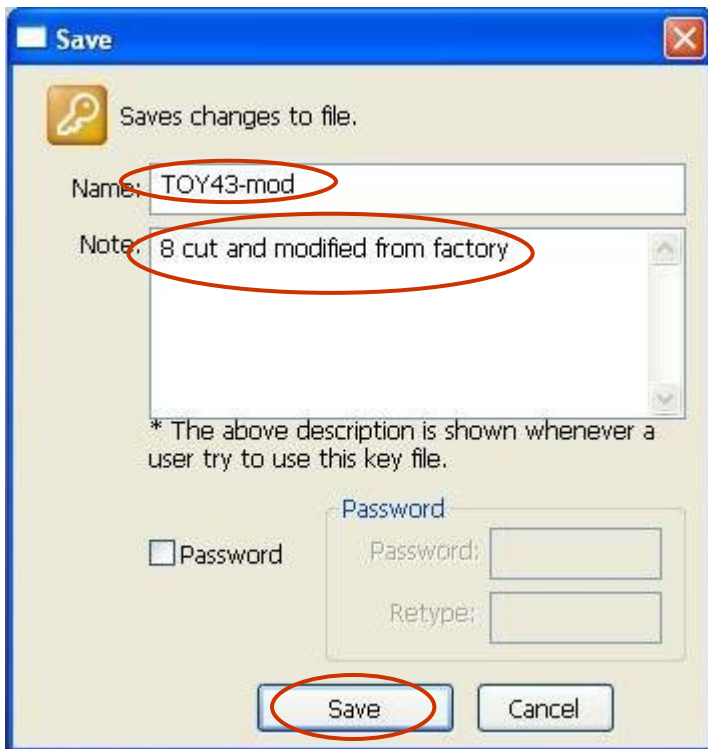 Save
Saves changes to file.
Name: TOY43-mod
Note: 8 cut and modified from factory
* The above description is shown whenever a
user try to use this key file.
Password
Password
Password:
Retype:
Save Cancel